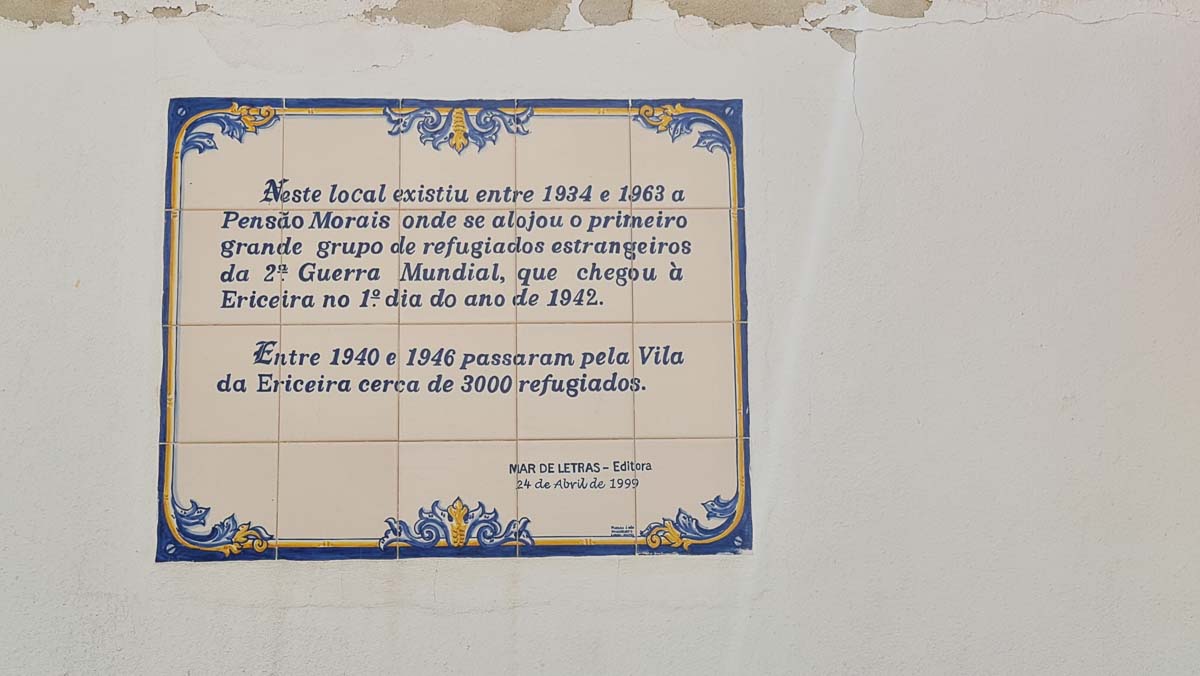 Neste local existiu entre 1934 e 1963 a
Pensão Morais onde se alojou o primeiro
grande grupo de refugiados estrangeiros
da 2ª Guerra Mundial, que chegou à
Ericeira no 1º dia do ano de 1942.
Entre 1940 e 1946 passaram pela Vila
da Ericeira cerca de 3000 refugiados.
MAR DE LETRAS - Editora
24 de Abril de 1999